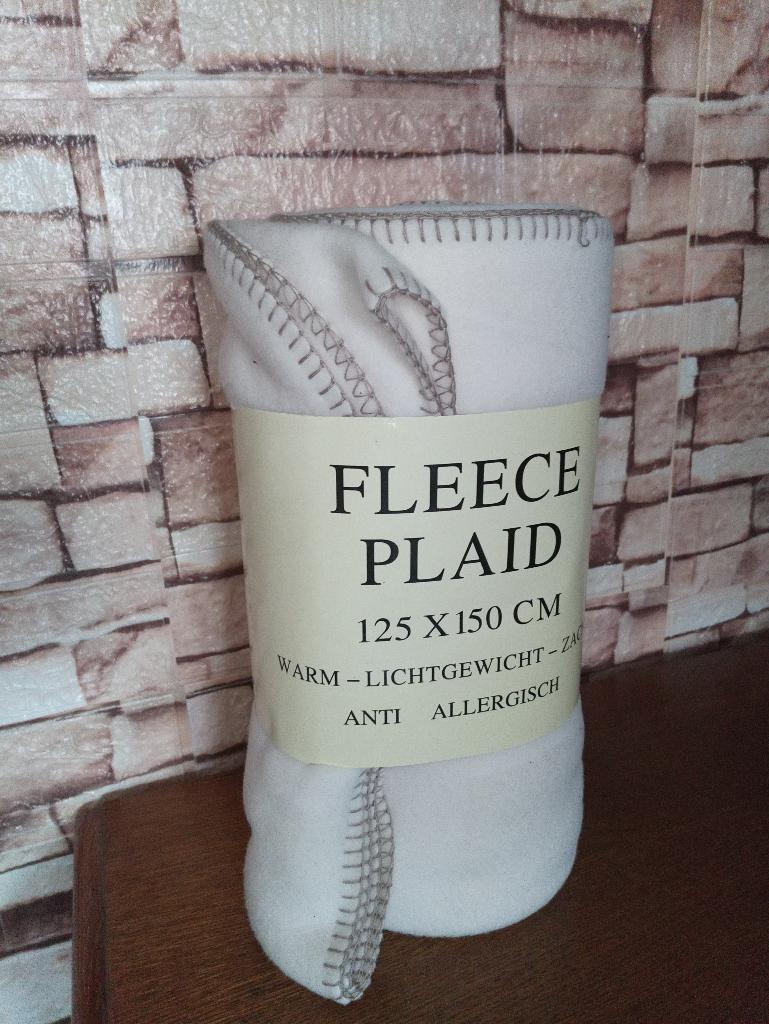 FLEECE
PLAID
125 X 150 CM
WARM – LICHTGEWICHT –
ANTI ALLERGISCH